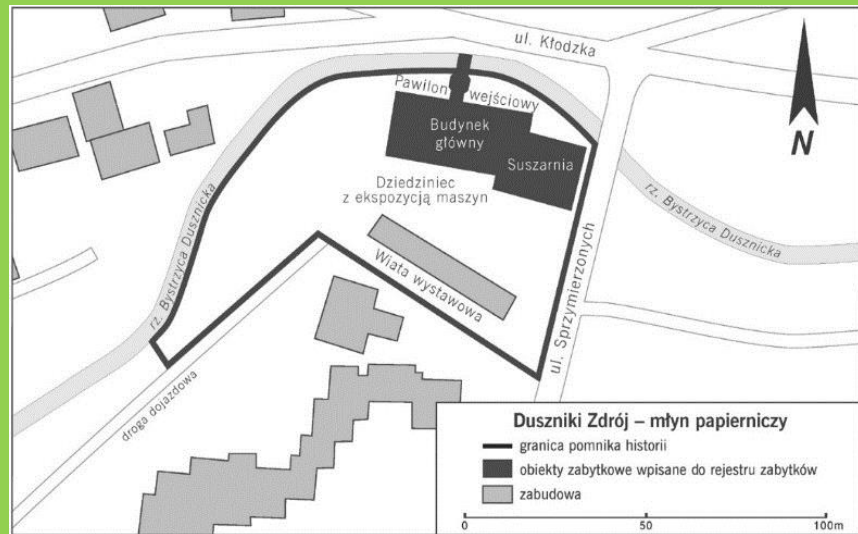 ul. Kłodzka
Pawilon wejściowy
Budynek
główny
Suszarnia
N
Dziedziniec
z ekspozycją maszyn
rz. Bystrzyca Dusznicka
rz. Bystrzyca Dusznicka
Wiata wystawowa
ul. Sprzymierzonych
droga dojazdowa
Duszniki Zdrój – młyn papierniczy
granica pomnika historii
obiekty zabytkowe wpisane do rejestru zabytków
zabudowa
0 50 100m